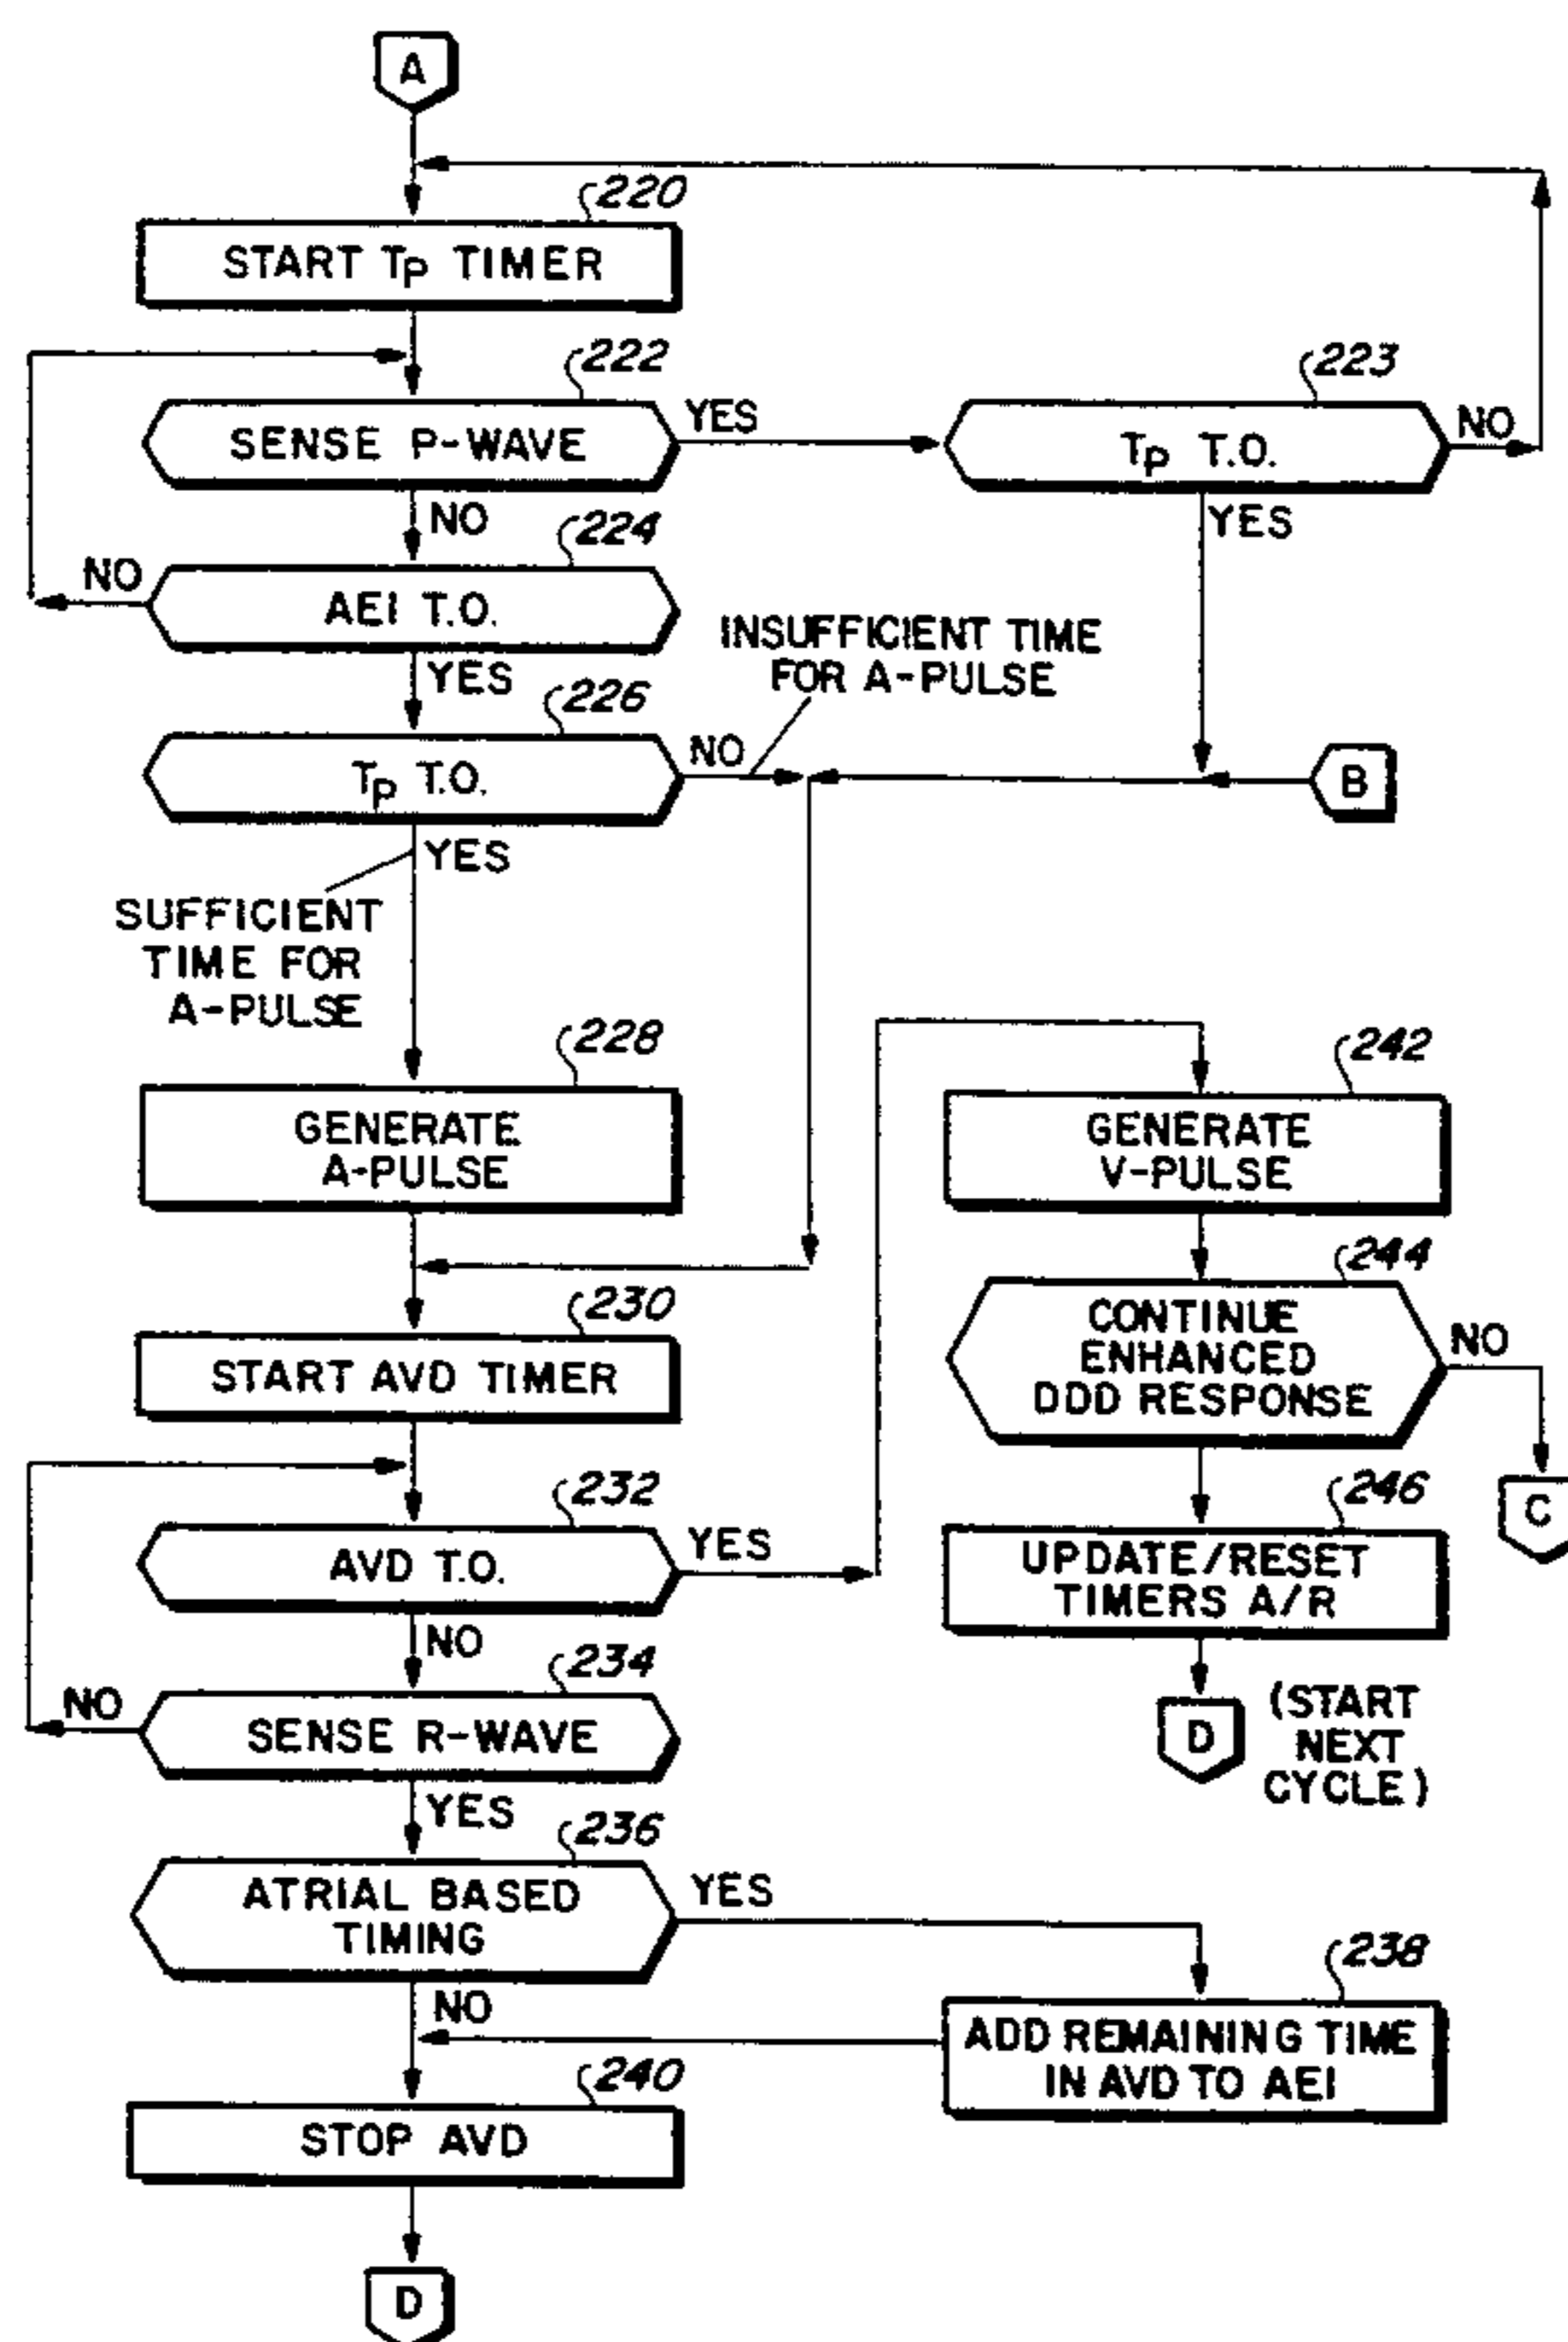 A
220
START TP TIMER
222
SENSE P-WAVE
YES
223
TP T.O.
NO
YES
NO
224
AEI T.O.
NO
YES
INSUFFICIENT TIME
FOR A-PULSE
226
TP T.O.
NO
B
YES
SUFFICIENT
TIME FOR
A-PULSE
228
GENERATE
A-PULSE
230
START AVD TIMER
232
AVD T.O.
YES
NO
234
SENSE R-WAVE
NO
YES
236
ATRIAL BASED
TIMING
YES
NO
238
ADD REMAINING TIME
IN AVD TO AEI
240
STOP AVD
D
242
GENERATE
V-PULSE
244
CONTINUE
ENHANCED
DDD RESPONSE
NO
C
246
UPDATE/RESET
TIMERS A/R
D
(START
NEXT
CYCLE)